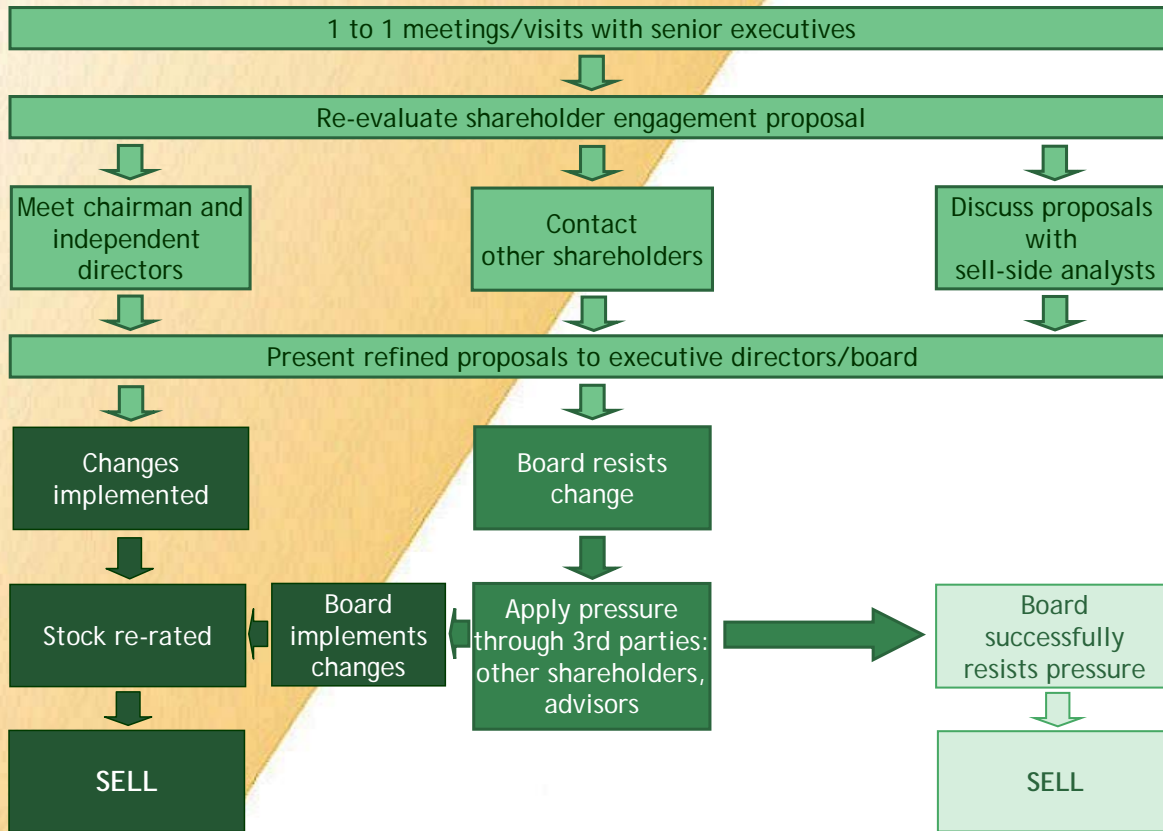 1 to 1 meetings/visits with senior executives
Re-evaluate shareholder engagement proposal
Meet chairman and
independent
directors
Contact
other shareholders
Discuss proposals
with
sell-side analysts
Present refined proposals to executive directors/board
Changes
implemented
Board resists
change
Stock re-rated
Board
implements
changes
Apply pressure
through 3rd parties:
other shareholders,
advisors
Board
successfully
resists pressure
SELL
SELL